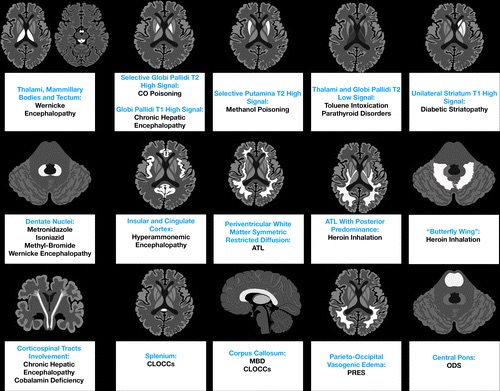 Thalami, Mammillary
Bodies and Tectum:
Wernicke
Encephalopathy
Selective Globi Pallidi T2
High Signal:
CO Poisoning
Globi Pallidi T1 High Signal:
Chronic Hepatic
Encephalopathy
Selective Putamina T2 High
Signal:
Methanol Poisoning
Thalami and Globi Pallidi T2
Low Signal:
Toluene Intoxication
Parathyroid Disorders
Unilateral Striatum T1 High
Signal:
Diabetic Striatopathy
Dentate Nuclei:
Metronidazole
Isoniazid
Methyl-Bromide
Wernicke Encephalopathy
Insular and Cingulate
Cortex:
Hyperammonemic
Encephalopathy
Periventricular White
Matter Symmetric
Restricted Diffusion:
ATL
ATL With Posterior
Predominance:
Heroin Inhalation
“Butterfly Wing”:
Heroin Inhalation
Corticospinal Tracts
Involvement:
Chronic Hepatic
Encephalopathy
Cobalamin Deficiency
Splenium:
CLOCCs
Corpus Callosum:
MBD
CLOCCs
Parieto-Occipital
Vasogenic Edema:
PRES
Central Pons:
ODS